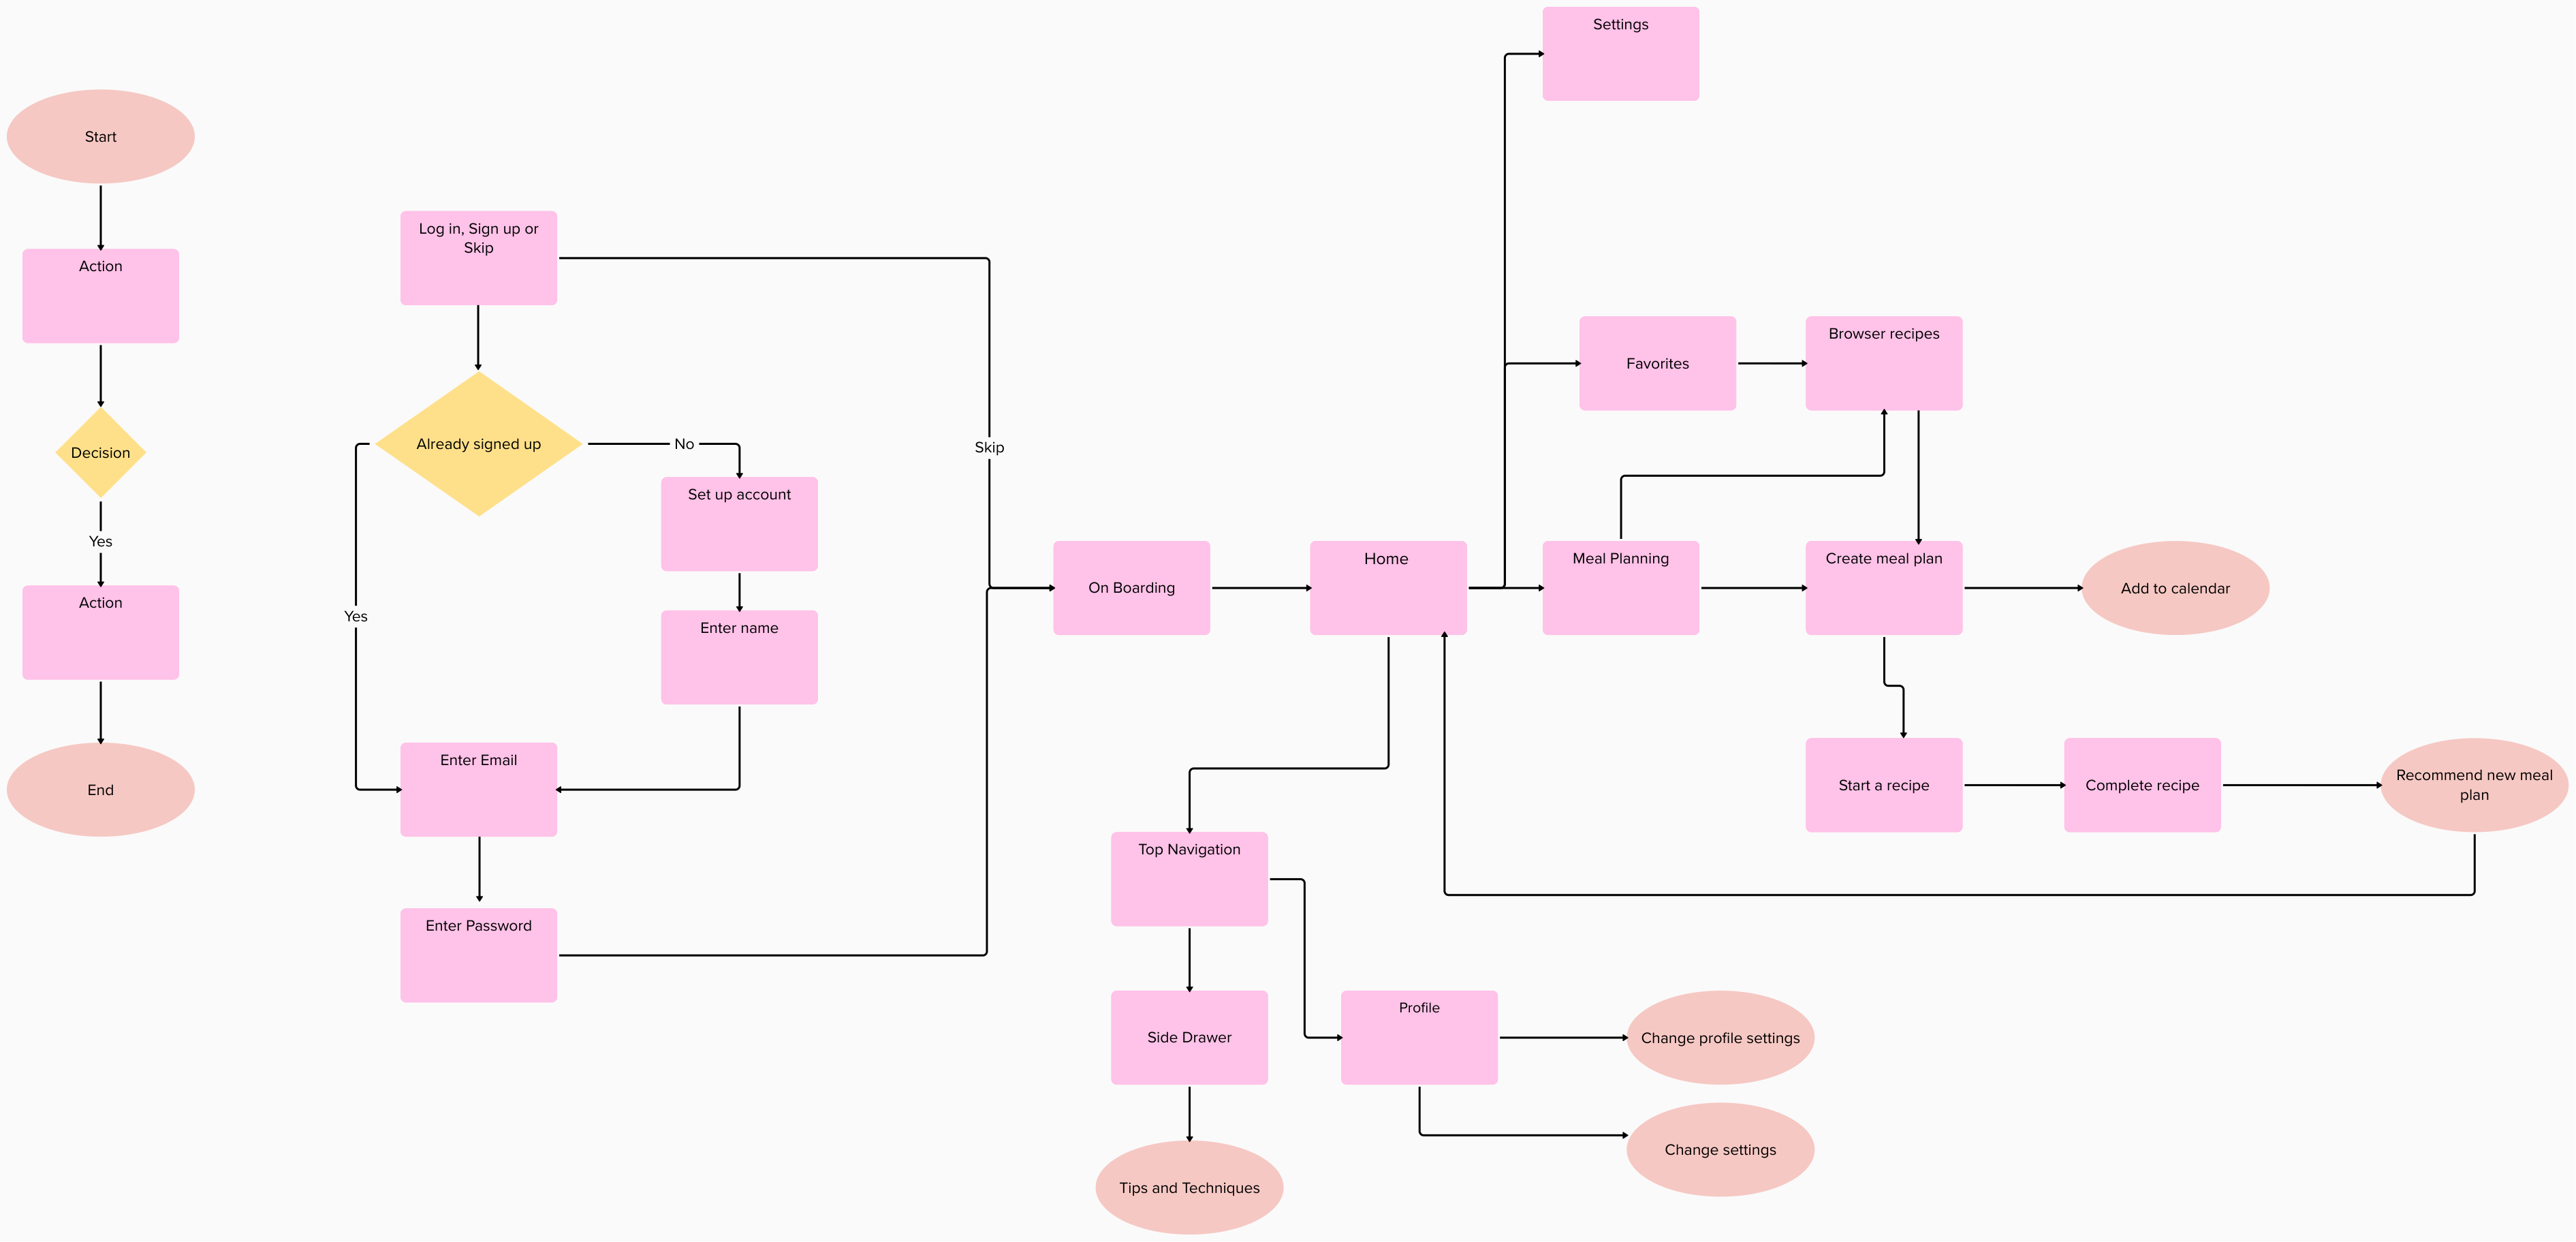 Start
Action
Decision
Yes
Action
End
Log in, Sign up or
Skip
Already signed up
No
Yes
Set up account
Enter name
Enter Email
Enter Password
Skip
On Boarding
Home
Settings
Favorites
Browser recipes
Meal Planning
Create meal plan
Add to calendar
Start a recipe
Complete recipe
Recommend new meal
plan
Top Navigation
Side Drawer
Tips and Techniques
Profile
Change profile settings
Change settings